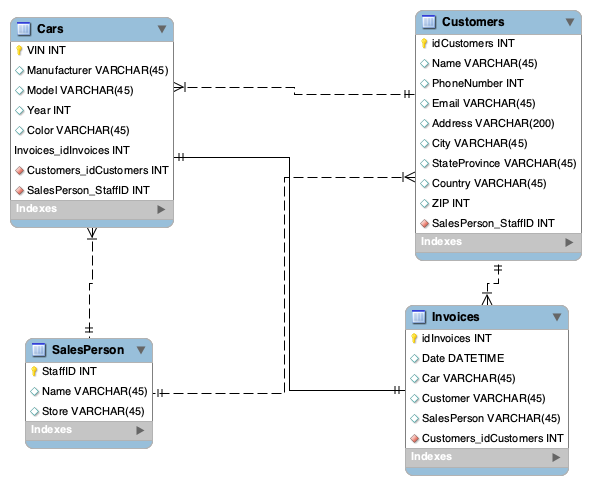 Cars
VIN INT
Manufacturer VARCHAR(45)
Model VARCHAR(45)
Year INT
Color VARCHAR(45)
Invoices_idInvoices INT
Customers_idCustomers INT
SalesPerson_StaffID INT
Indexes
Customers
idCustomers INT
Name VARCHAR(45)
PhoneNumber INT
Email VARCHAR(45)
Address VARCHAR(200)
City VARCHAR(45)
StateProvince VARCHAR(45)
Country VARCHAR(45)
ZIP INT
SalesPerson_StaffID INT
Indexes
SalesPerson
StaffID INT
Name VARCHAR(45)
Store VARCHAR(45)
Indexes
Invoices
idInvoices INT
Date DATETIME
Car VARCHAR(45)
Customer VARCHAR(45)
SalesPerson VARCHAR(45)
Customers_idCustomers INT
Indexes